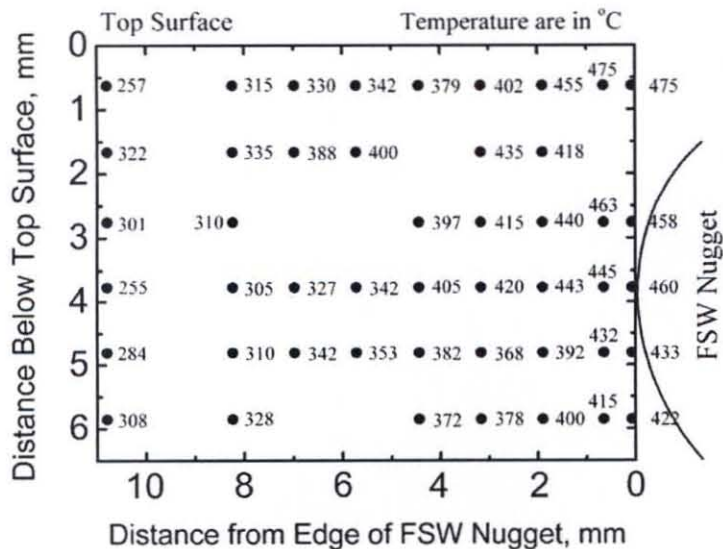 Top Surface Temperature are in °C
0
475
257 315 330 342 379 402 455 475
1
322 335 388 400 435 418
2
463
301 310 397 415 440 458
3
445
255 305 327 342 405 420 443 460
4
432
284 310 342 353 382 368 392 433
5
415
308 328 372 378 400 422
6
10 8 6 4 2 0
Distance from Edge of FSW Nugget, mm
Distance Below Top Surface, mm
FSW Nugget